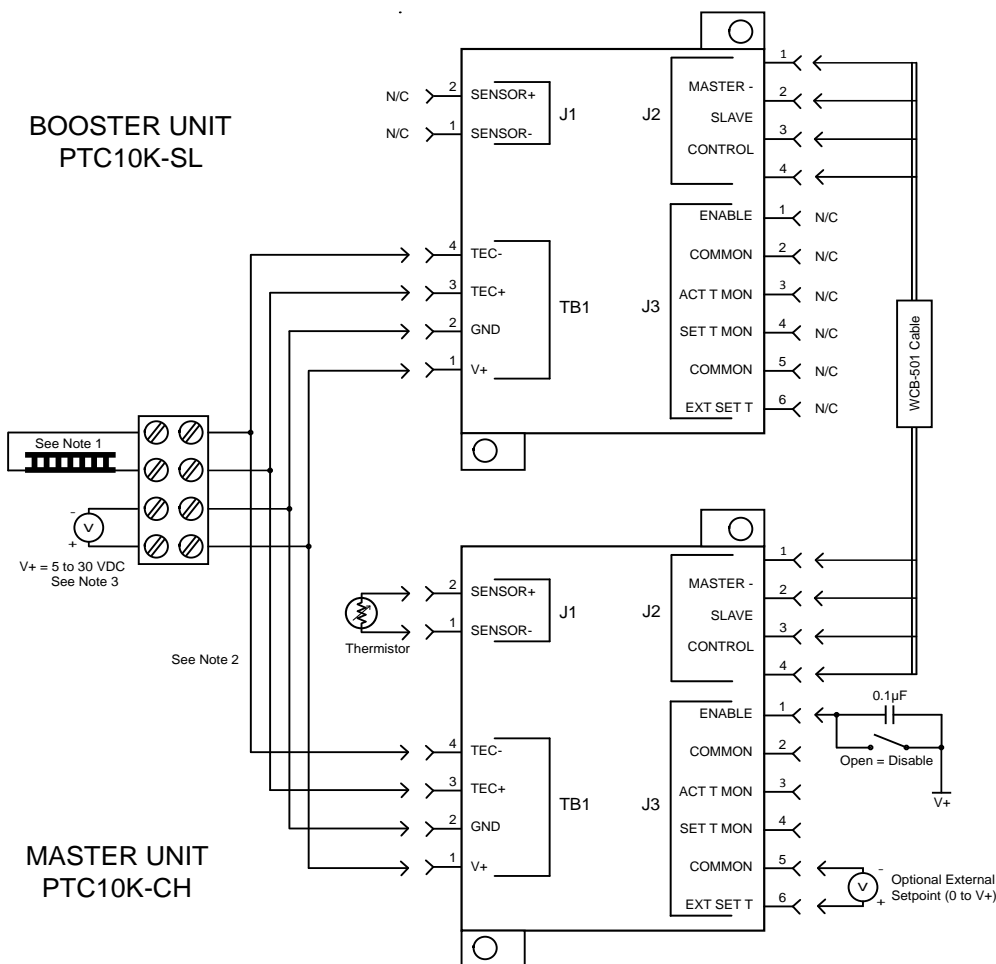 BOOSTER UNIT
PTC10K-SL
N/C
2
SENSOR+
N/C
1
SENSOR-
J1
J2
MASTER -
SLAVE
CONTROL
1
2
3
4
4
TEC-
3
TEC+
2
GND
1
V+
TB1
J3
ENABLE
1
N/C
COMMON
2
N/C
ACT T MON
3
N/C
SET T MON
4
N/C
COMMON
5
N/C
EXT SET T
6
N/C
WCB-501 Cable
See Note 1
-
V
+
V+ = 5 to 30 VDC
See Note 3
See Note 2
MASTER UNIT
PTC10K-CH
Thermistor
2
SENSOR+
1
SENSOR-
J1
J2
MASTER -
SLAVE
CONTROL
1
2
3
4
4
TEC-
3
TEC+
2
GND
1
V+
TB1
J3
ENABLE
1
COMMON
2
ACT T MON
3
SET T MON
4
COMMON
5
EXT SET T
6
0.1µF
Open = Disable
V+
-
V
+
Optional External
Setpoint (0 to V+)